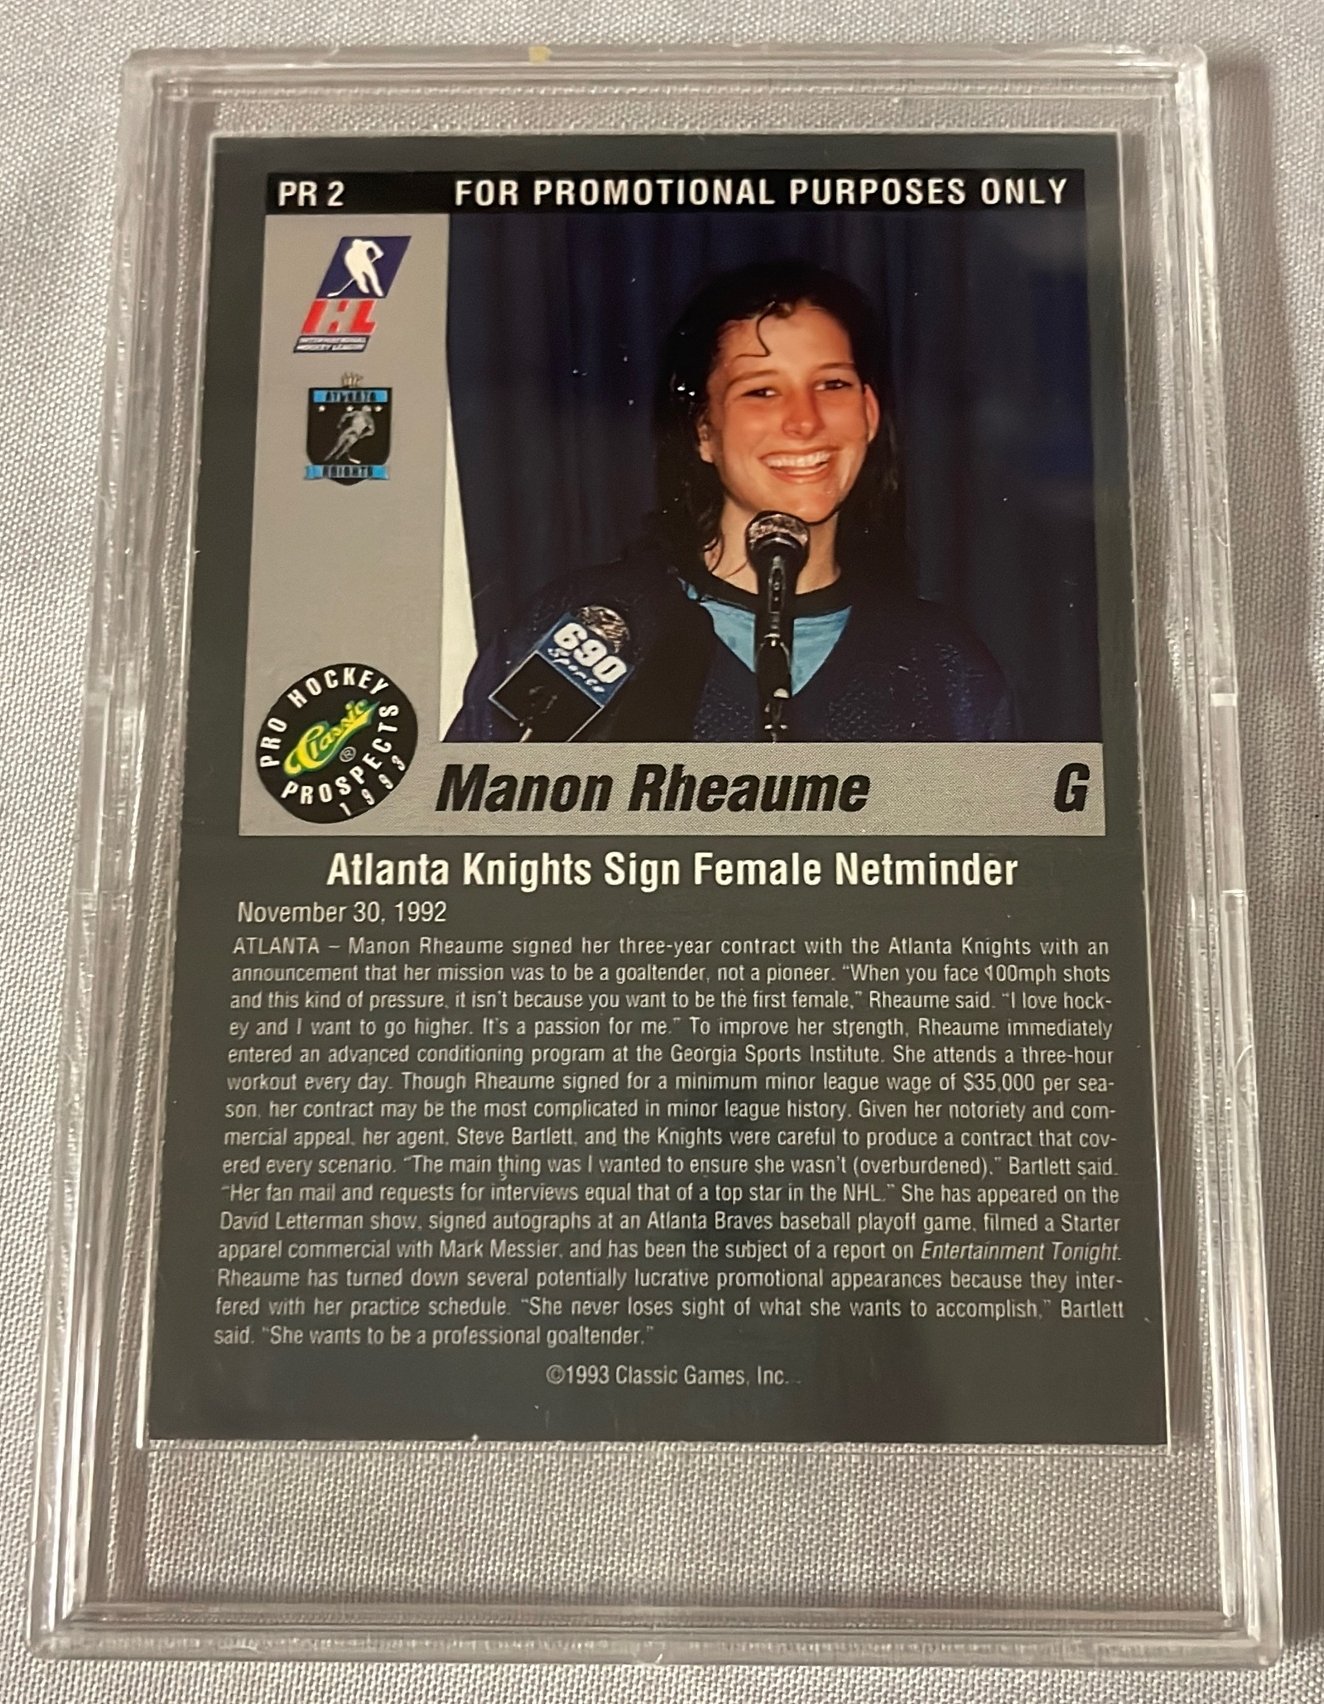 PR 2 FOR PROMOTIONAL PURPOSES ONLY
IHL
INTERNATIONAL
HOCKEY LEAGUE
ATLANTA
KNIGHTS
690
Sports
PRO HOCKEY
Classic®
PROSPECTS
1993
Manon Rheaume G
Atlanta Knights Sign Female Netminder
November 30, 1992
ATLANTA – Manon Rheaume signed her three-year contract with the Atlanta Knights with an
announcement that her mission was to be a goaltender, not a pioneer. “When you face 100mph shots
and this kind of pressure, it isn't because you want to be the first female,” Rheaume said. “I love hock-
ey and I want to go higher. It's a passion for me.” To improve her strength, Rheaume immediately
entered an advanced conditioning program at the Georgia Sports Institute. She attends a three-hour
workout every day. Though Rheaume signed for a minimum minor league wage of $35,000 per sea-
son, her contract may be the most complicated in minor league history. Given her notoriety and com-
mercial appeal, her agent, Steve Bartlett, and the Knights were careful to produce a contract that cov-
ered every scenario. “The main thing was I wanted to ensure she wasn't (overburdened),” Bartlett said.
“Her fan mail and requests for interviews equal that of a top star in the NHL.” She has appeared on the
David Letterman show, signed autographs at an Atlanta Braves baseball playoff game, filmed a Starter
apparel commercial with Mark Messier, and has been the subject of a report on Entertainment Tonight.
Rheaume has turned down several potentially lucrative promotional appearances because they inter-
fered with her practice schedule. “She never loses sight of what she wants to accomplish,” Bartlett
said. “She wants to be a professional goaltender.”
©1993 Classic Games, Inc.